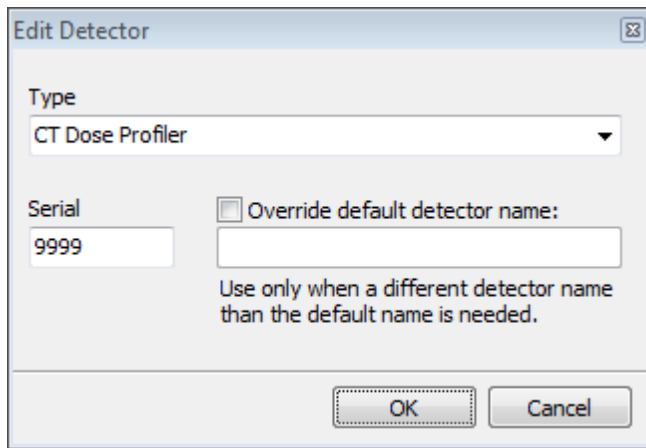 Edit Detector
Type
CT Dose Profiler
Serial
Override default detector name:
9999
Use only when a different detector name
than the default name is needed.
OK
Cancel